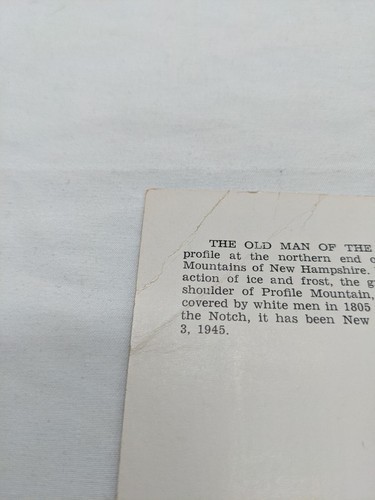 THE OLD MAN OF THE
profile at the northern end
Mountains of New Hampshire.
action of ice and frost, the
shoulder of Profile Mountain,
covered by white men in 1805
the Notch, it has been New
3, 1945.